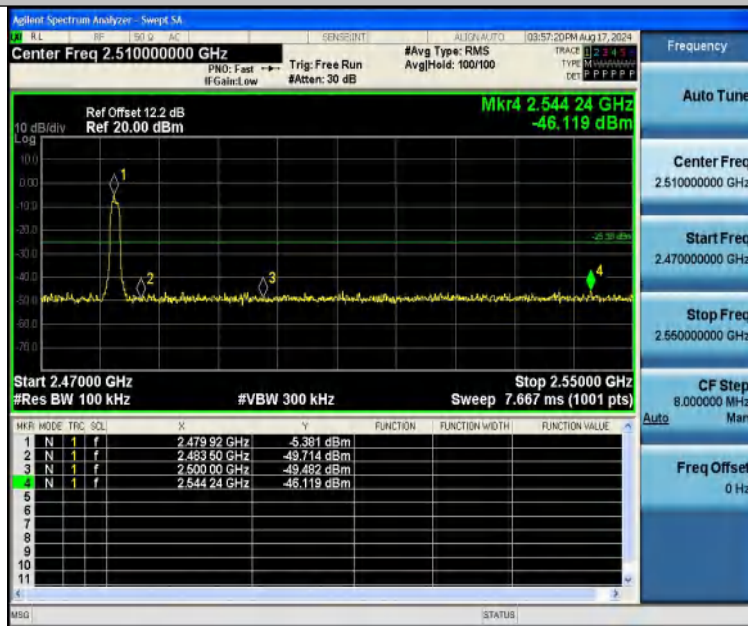 Agilent Spectrum Analyzer - Swept SA
RL RF 50 Ω AC SENSE:INT ALIGN AUTO 03:57:20PM Aug 17, 2024
Center Freq 2.510000000 GHz
PNO: Fast
IFGain:Low
Trig: Free Run
#Atten: 30 dB
#Avg Type: RMS
Avg|Hold: 100/100
TRACE 1 2 3 4 5 6
TYPE
DET P P P P P P
Mkr4 2.544 24 GHz
-46.119 dBm
Ref Offset 12.2 dB
10 dB/div Ref 20.00 dBm
Log
10.0
0.00
-10.0
-20.0
-30.0
-40.0
-50.0
-60.0
-70.0
1
2
3
4
Start 2.47000 GHz Stop 2.55000 GHz
#Res BW 100 kHz #VBW 300 kHz Sweep 7.667 ms (1001 pts)
MKR MODE TRC SCL X Y FUNCTION FUNCTION WIDTH FUNCTION VALUE
1 N 1 f 2.479 92 GHz -5.381 dBm
2 N 1 f 2.483 50 GHz -49.714 dBm
3 N 1 f 2.500 00 GHz -49.482 dBm
4 N 1 f 2.544 24 GHz -46.119 dBm
5
6
7
8
9
10
11
MSG STATUS
Frequency
Auto Tune
Center Freq
2.510000000 GHz
Start Freq
2.470000000 GHz
Stop Freq
2.550000000 GHz
CF Step
8.000000 MHz
Auto Man
Freq Offset
0 Hz